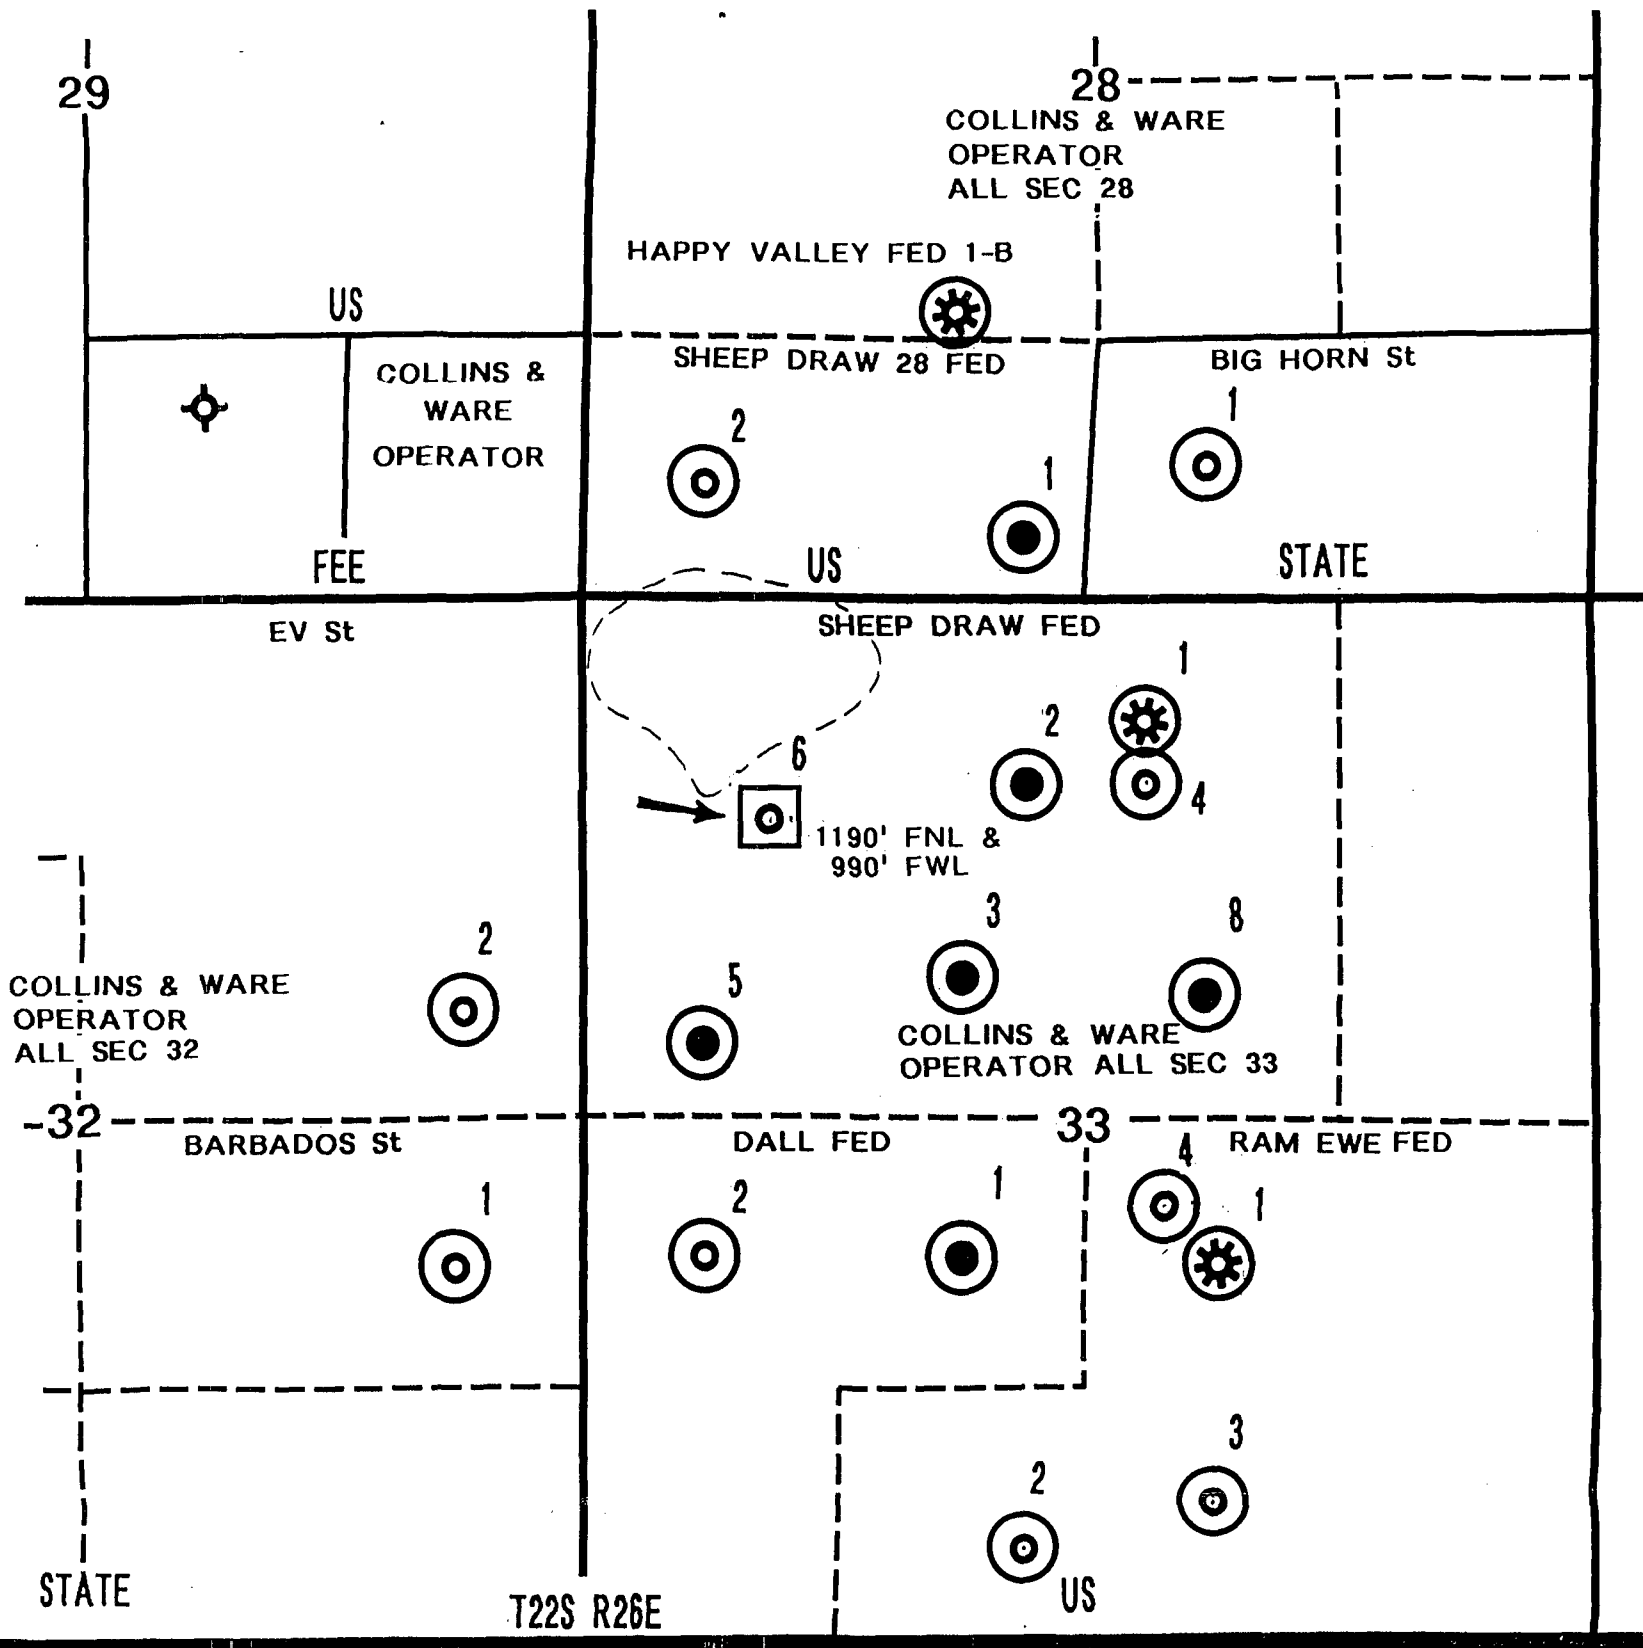 29
28
COLLINS & WARE
OPERATOR
ALL SEC 28
HAPPY VALLEY FED 1-B
US
SHEEP DRAW 28 FED
BIG HORN St
COLLINS &
WARE
OPERATOR
2
1
1
FEE
US
STATE
EV St
SHEEP DRAW FED
1
2
6
4
1190' FNL &
990' FWL
3
8
2
5
COLLINS & WARE
OPERATOR
ALL SEC 32
COLLINS & WARE
OPERATOR ALL SEC 33
-32
33
BARBADOS St
DALL FED
RAM EWE FED
4
1
2
1
1
3
2
STATE
US
T22S R26E